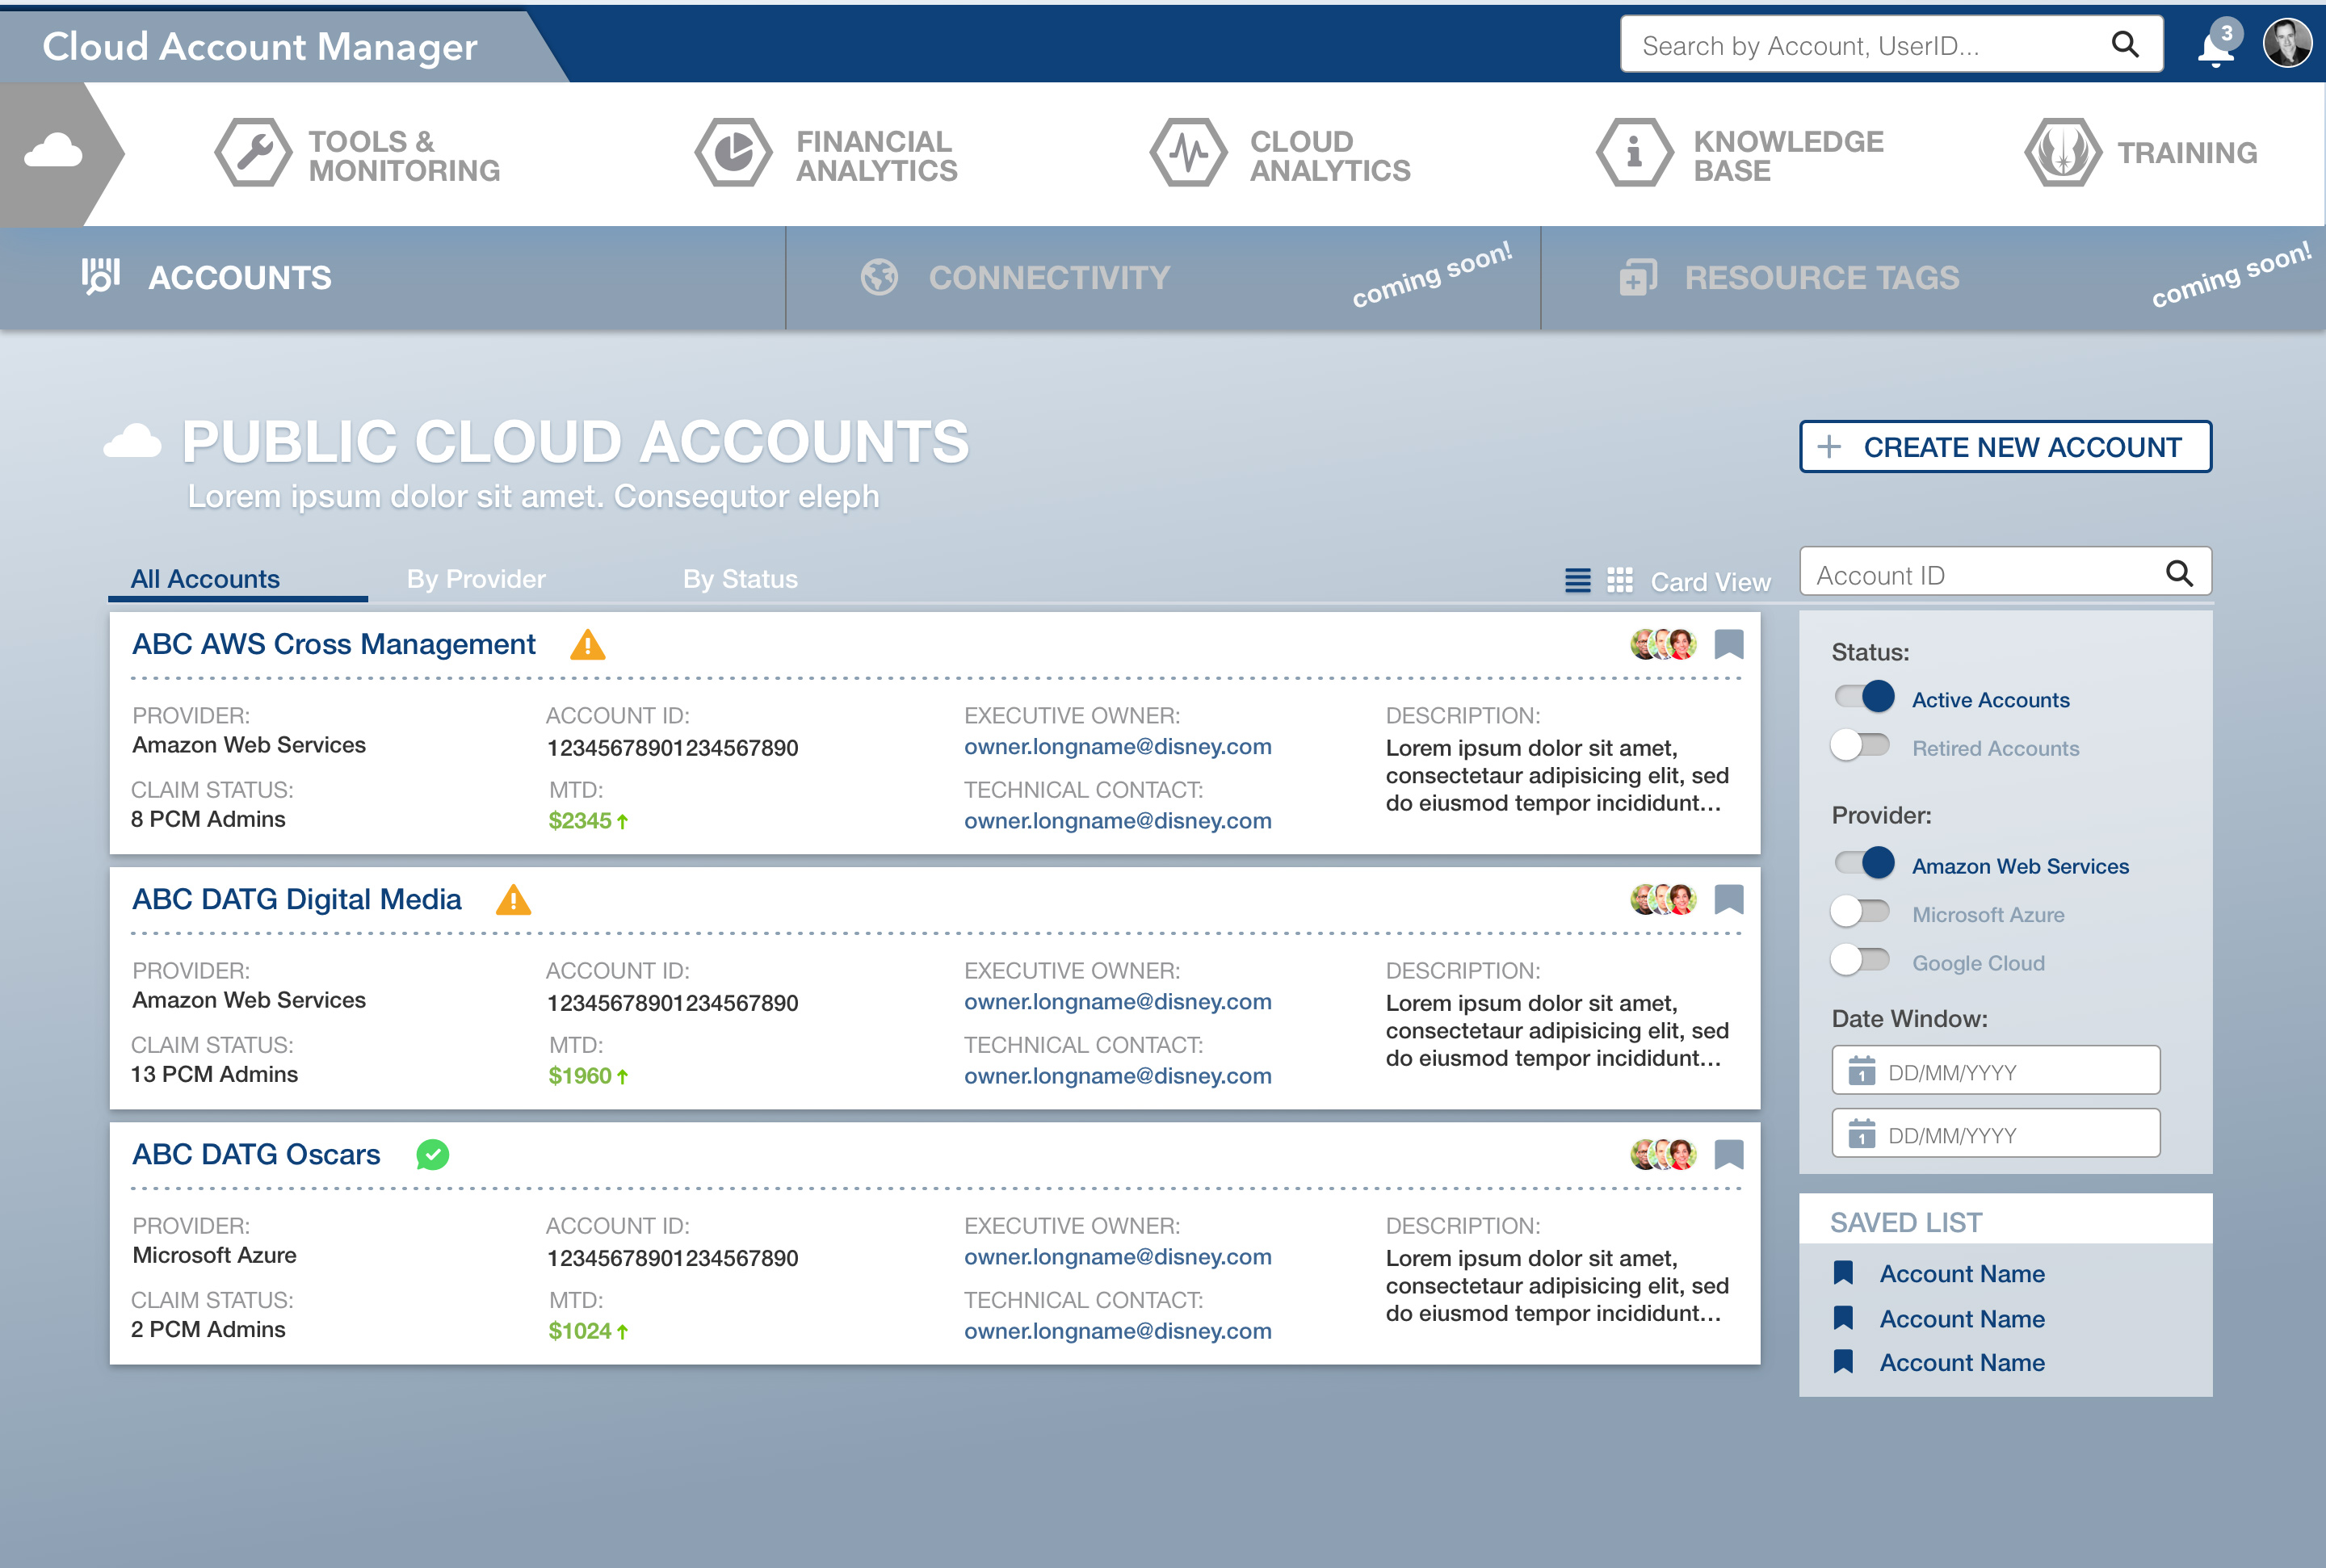 Cloud Account Manager
Search by Account, UserID...
3
TOOLS &
MONITORING
FINANCIAL
ANALYTICS
CLOUD
ANALYTICS
KNOWLEDGE
BASE
TRAINING
ACCOUNTS
CONNECTIVITY
coming soon!
RESOURCE TAGS
coming soon!
PUBLIC CLOUD ACCOUNTS
Lorem ipsum dolor sit amet. Consequtor eleph
+ CREATE NEW ACCOUNT
All Accounts
By Provider
By Status
Card View
Account ID
ABC AWS Cross Management
PROVIDER:
Amazon Web Services
CLAIM STATUS:
8 PCM Admins
ACCOUNT ID:
12345678901234567890
MTD:
$2345
EXECUTIVE OWNER:
owner.longname@disney.com
TECHNICAL CONTACT:
owner.longname@disney.com
DESCRIPTION:
Lorem ipsum dolor sit amet,
consectetaur adipisicing elit, sed
do eiusmod tempor incididunt...
ABC DATG Digital Media
PROVIDER:
Amazon Web Services
CLAIM STATUS:
13 PCM Admins
ACCOUNT ID:
12345678901234567890
MTD:
$1960
EXECUTIVE OWNER:
owner.longname@disney.com
TECHNICAL CONTACT:
owner.longname@disney.com
DESCRIPTION:
Lorem ipsum dolor sit amet,
consectetaur adipisicing elit, sed
do eiusmod tempor incididunt...
ABC DATG Oscars
PROVIDER:
Microsoft Azure
CLAIM STATUS:
2 PCM Admins
ACCOUNT ID:
12345678901234567890
MTD:
$1024
EXECUTIVE OWNER:
owner.longname@disney.com
TECHNICAL CONTACT:
owner.longname@disney.com
DESCRIPTION:
Lorem ipsum dolor sit amet,
consectetaur adipisicing elit, sed
do eiusmod tempor incididunt...
Status:
Active Accounts
Retired Accounts
Provider:
Amazon Web Services
Microsoft Azure
Google Cloud
Date Window:
1 DD/MM/YYYY
1 DD/MM/YYYY
SAVED LIST
Account Name
Account Name
Account Name